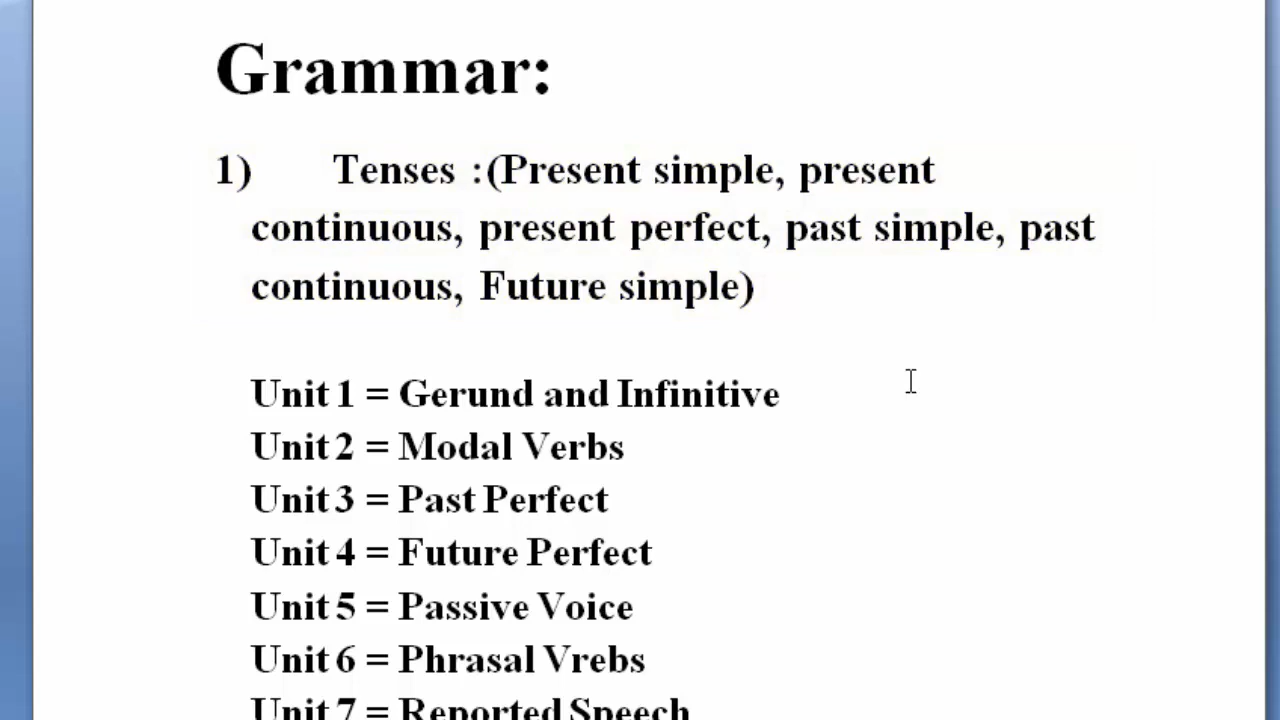 Grammar:
1) Tenses :(Present simple, present
continuous, present perfect, past simple, past
continuous, Future simple)
Unit 1 = Gerund and Infinitive
Unit 2 = Modal Verbs
Unit 3 = Past Perfect
Unit 4 = Future Perfect
Unit 5 = Passive Voice
Unit 6 = Phrasal Vrebs
Unit 7 = Reported Speech